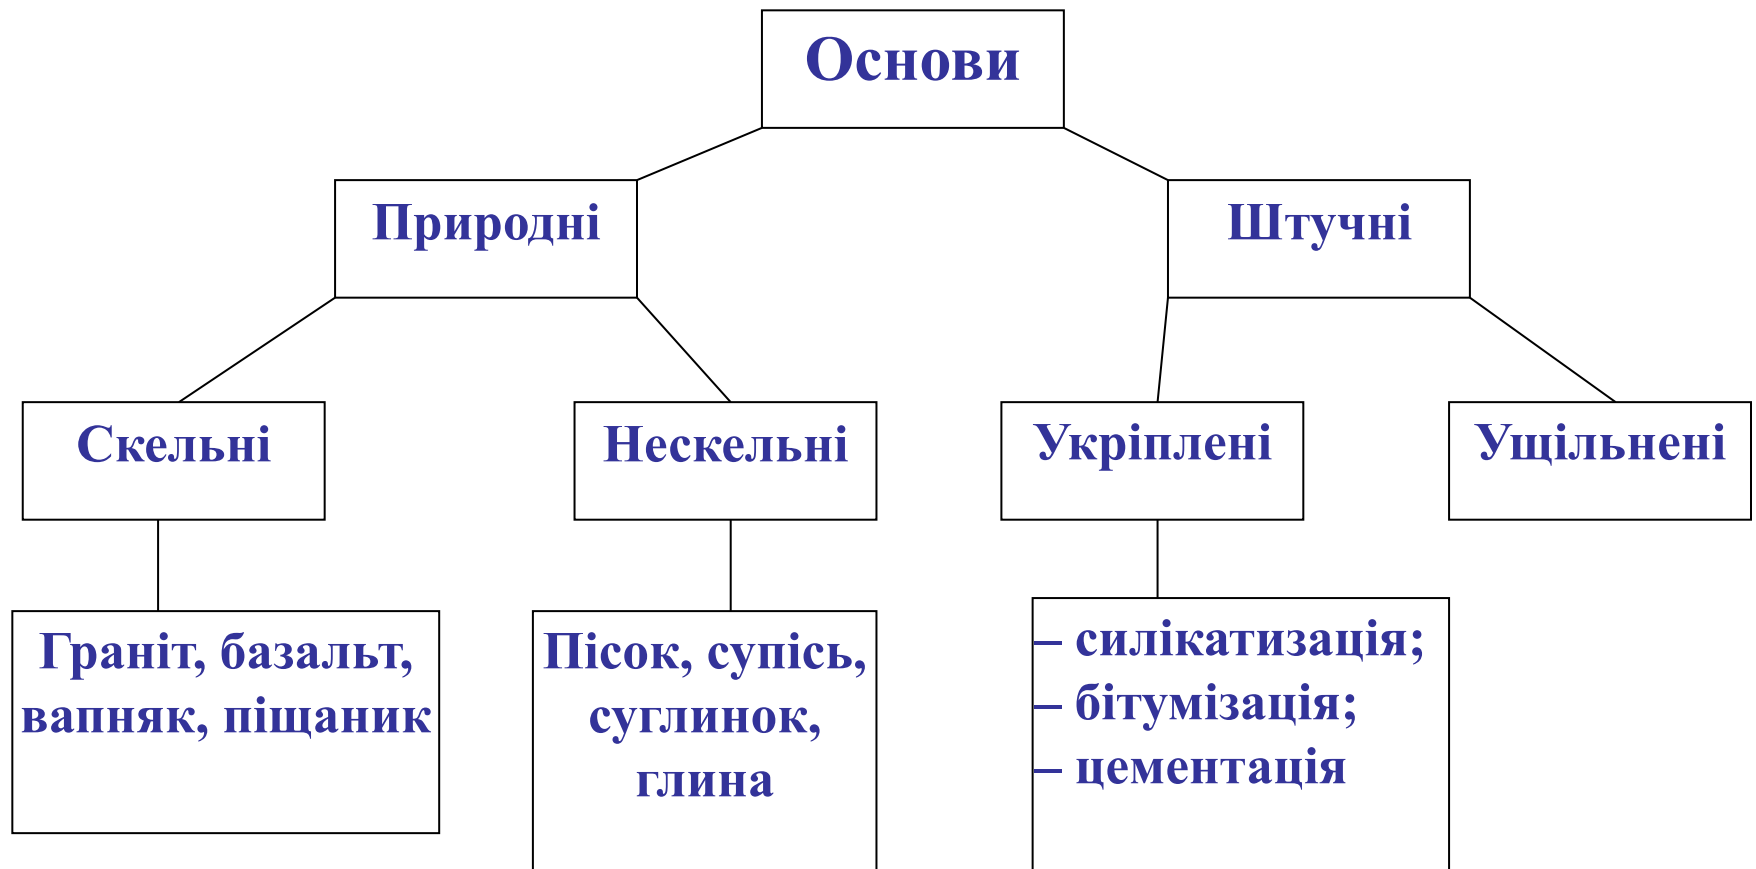 Основи
Природні
Штучні
Скельні
Нескельні
Укріплені
Ущільнені
Граніт, базальт,
вапняк, піщаник
Пісок, супісь,
суглинок,
глина
– силікатизація;
– бітумізація;
– цементація